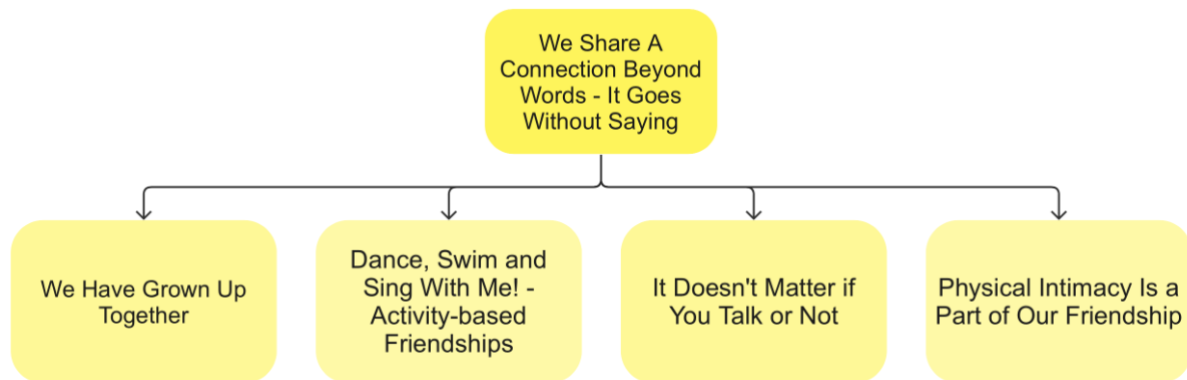 We Share A
Connection Beyond
Words - It Goes
Without Saying
We Have Grown Up
Together
Dance, Swim and
Sing With Me! -
Activity-based
Friendships
It Doesn't Matter if
You Talk or Not
Physical Intimacy Is a
Part of Our Friendship